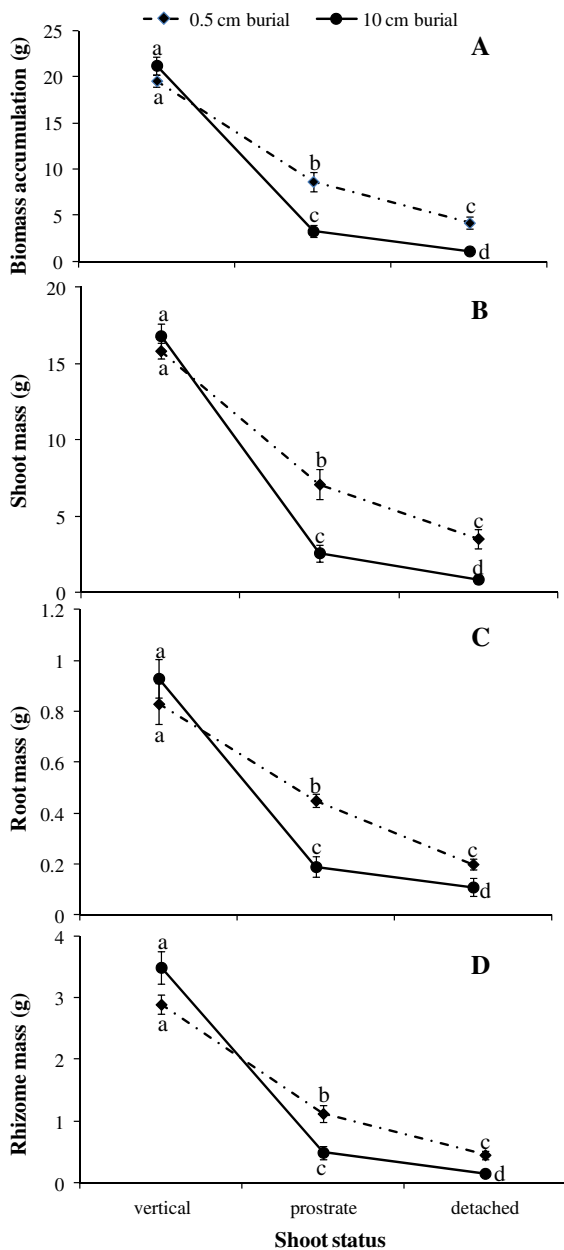 0.5 cm burial 10 cm burial
A
Biomass accumulation (g)
25
20
15
10
5
0
a
a
b
c
c
d
B
Shoot mass (g)
20
15
10
5
0
a
a
b
c
c
d
C
Root mass (g)
1.2
1
0.8
0.6
0.4
0.2
0
a
a
b
c
c
d
D
Rhizome mass (g)
4
3
2
1
0
a
a
b
c
c
d
vertical prostrate detached
Shoot status